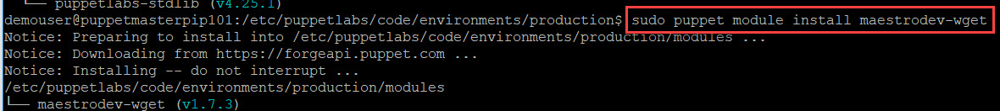 └── puppetlabs-stdlib (v4.25.1)
demouser@puppetmasterpip101:/etc/puppetlabs/code/environments/production$ sudo puppet module install maestrodev-wget
Notice: Preparing to install into /etc/puppetlabs/code/environments/production/modules ...
Notice: Downloading from https://forgeapi.puppet.com ...
Notice: Installing -- do not interrupt ...
/etc/puppetlabs/code/environments/production/modules
└── maestrodev-wget (v1.7.3)